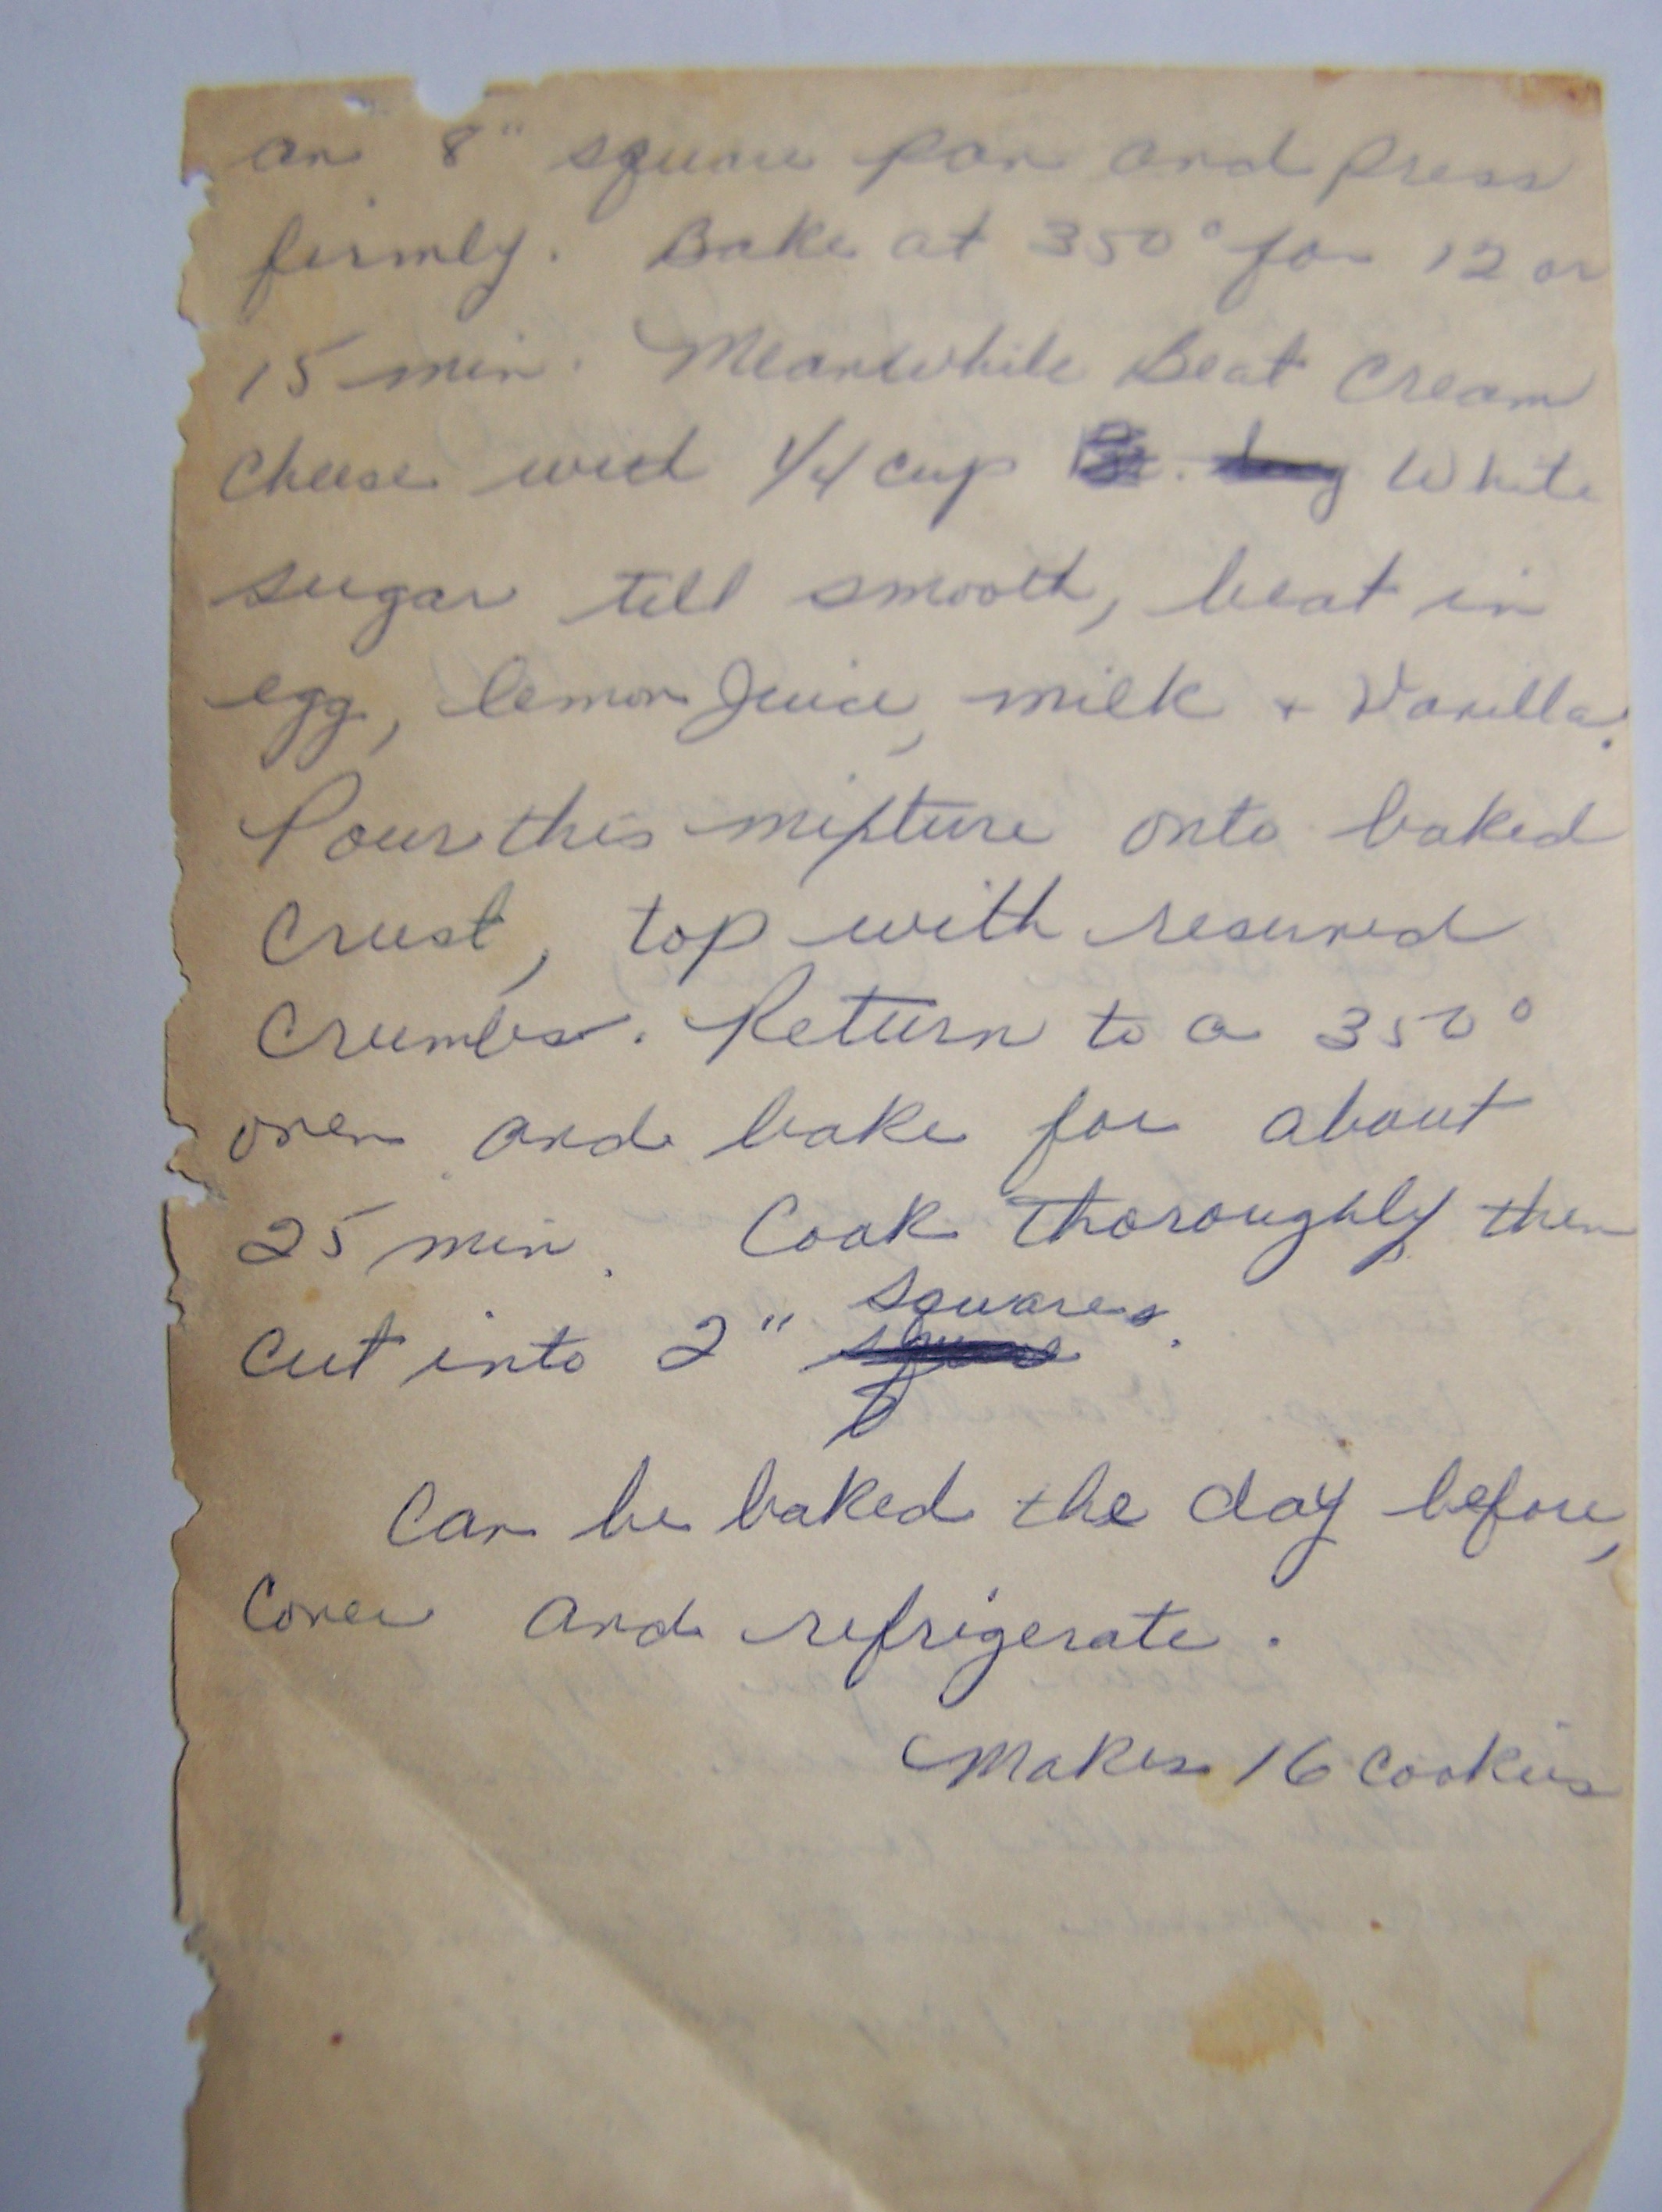 an 8" square pan and press
firmly. Bake at 350° for 12 or
15 min. Meanwhile Beat Cream
Cheese with 1/4 cup White
sugar till smooth, beat in
egg, lemon Juice, milk + Vanilla.
Pour this mixture onto baked
Crust, top with reserved
Crumbs. Return to a 350°
oven and bake for about
25 min. Cook thoroughly then
cut into 2" squares.
Can be baked the day before,
Cover and refrigerate.
Makes 16 Cookies